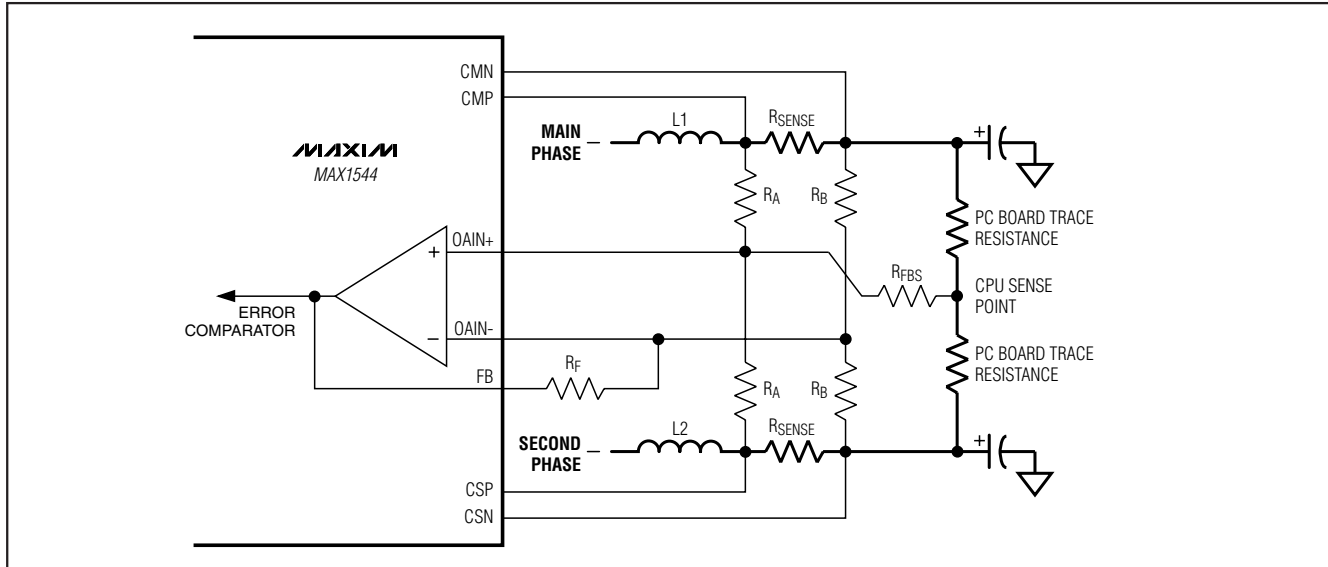 CMN
CMP
MAXIM
MAX1544
MAIN
PHASE
L1
RSENSE
RA
RB
PC BOARD TRACE
RESISTANCE
+
OAIN+
+
RFBS
CPU SENSE
POINT
ERROR
COMPARATOR
−
OAIN-
FB
RF
RA
RB
PC BOARD TRACE
RESISTANCE
SECOND
PHASE
L2
RSENSE
+
CSP
CSN